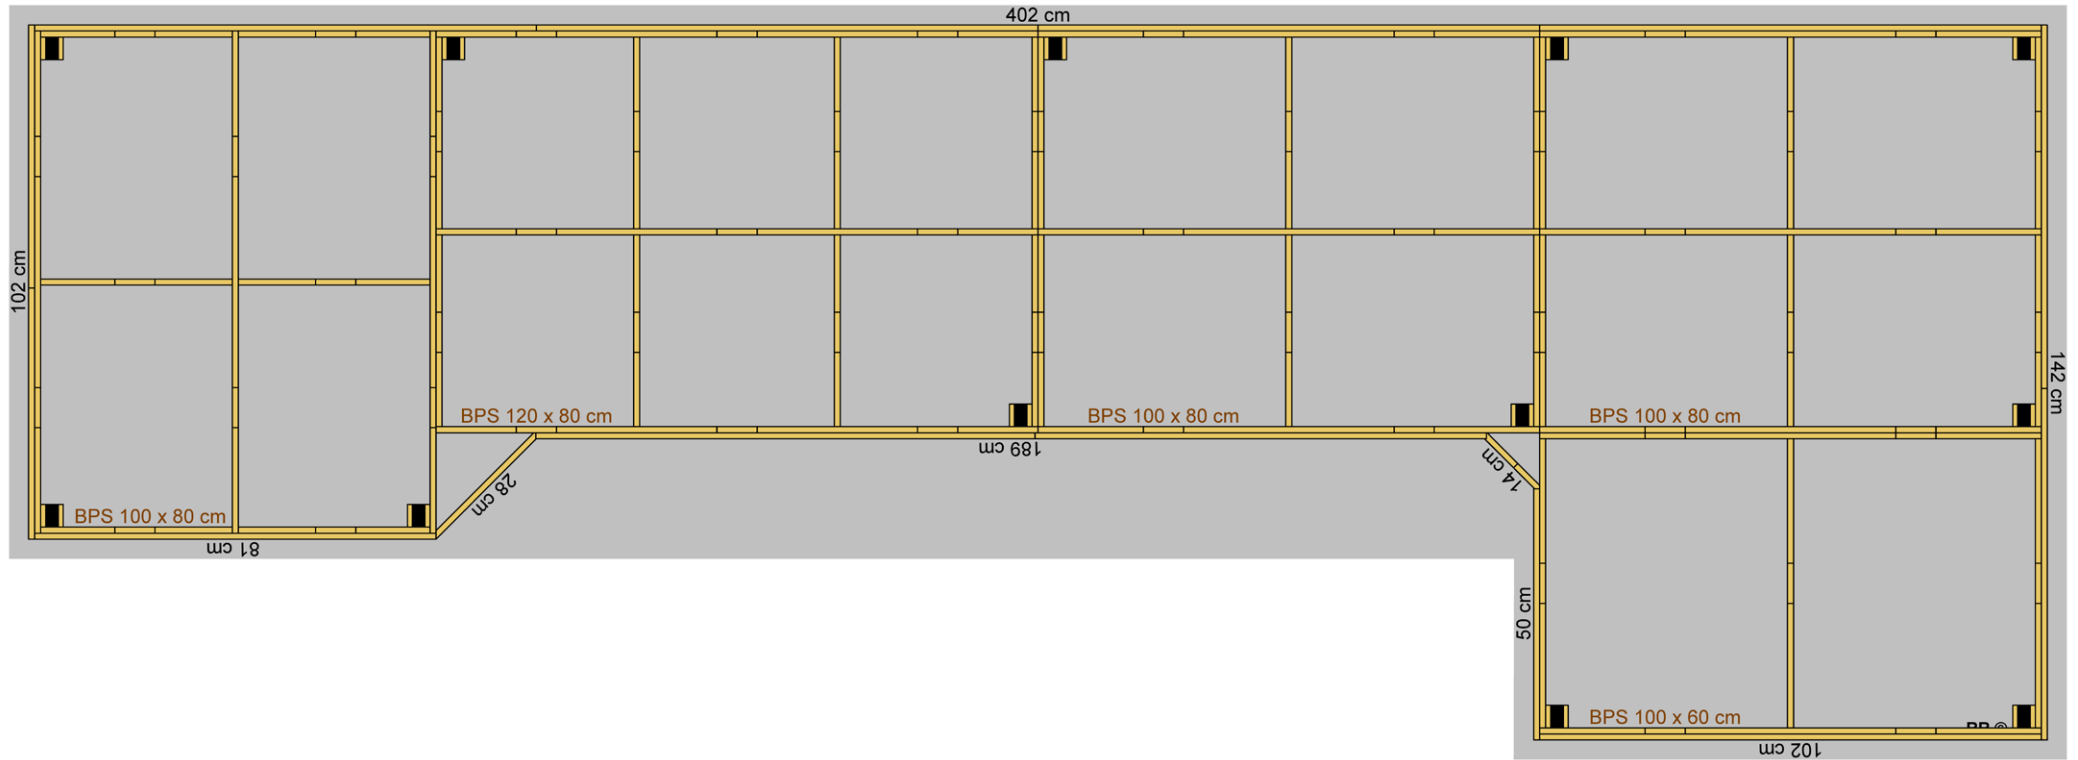 402 cm
102 cm
142 cm
BPS 120 x 80 cm
BPS 100 x 80 cm
BPS 100 x 80 cm
189 cm
14 cm
28 cm
BPS 100 x 80 cm
81 cm
50 cm
BPS 100 x 60 cm
102 cm